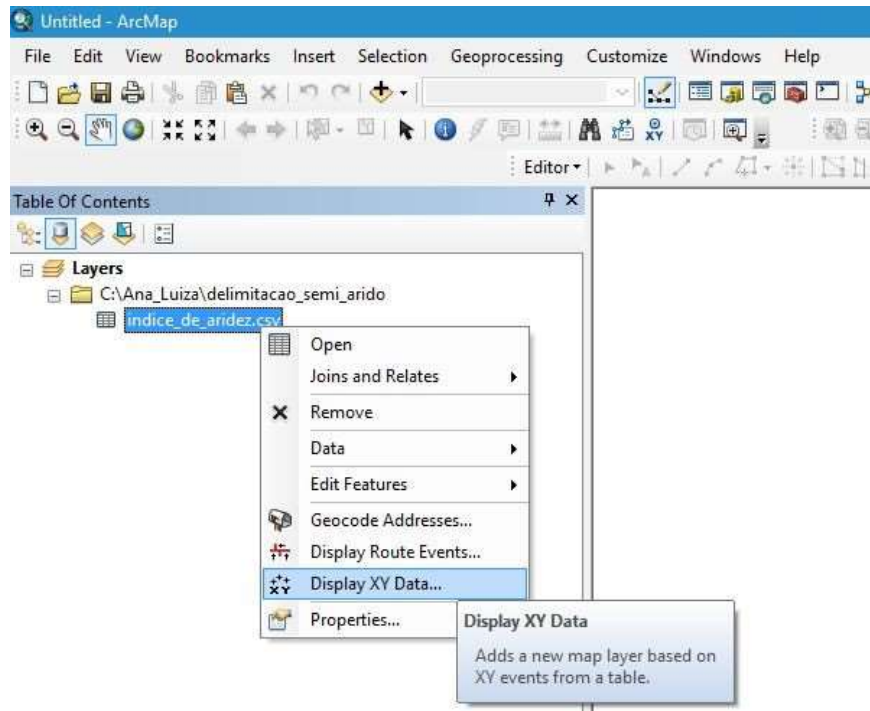 Untitled - ArcMap
File Edit View Bookmarks Insert Selection Geoprocessing Customize Windows Help
Editor
Table Of Contents
Layers
C:\Ana_Luiza\delimitacao_semi_arido
indice_de_aridez.csv
Open
Joins and Relates
Remove
Data
Edit Features
Geocode Addresses...
Display Route Events...
Display XY Data...
Properties...
Display XY Data
Adds a new map layer based on
XY events from a table.